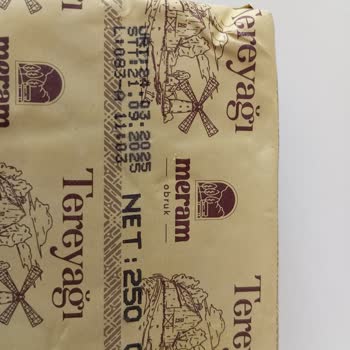 Tereyağı
ÜRT:24.03.2025
STT:21.09.2025
L:083-A 11:03
NET:250
meram
obruk
meram
Tereyağı
Tereyağı